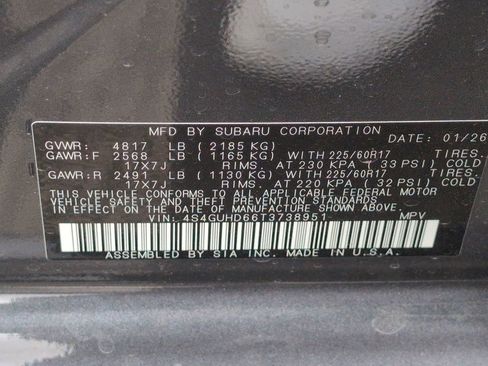 MFD BY SUBARU CORPORATION DATE: 01/26
GVWR: 4817 LB (2185 KG)
GAWR:F 2568 LB (1165 KG) WITH 225/60R17 TIRES.
17X7J RIMS. AT 230 KPA (33 PSI) COLD.
GAWR:R 2491 LB (1130 KG) WITH 225/60R17 TIRES.
17X7J RIMS. AT 220 KPA (32 PSI) COLD.
THIS VEHICLE CONFORMS TO ALL APPLICABLE FEDERAL MOTOR
VEHICLE SAFETY AND THEFT PREVENTION STANDARDS
IN EFFECT ON THE DATE OF MANUFACTURE SHOWN ABOVE.
VIN: 4S4GUHD66T3738951 MPV
ASSEMBLED BY SIA INC. MADE IN U.S.A.